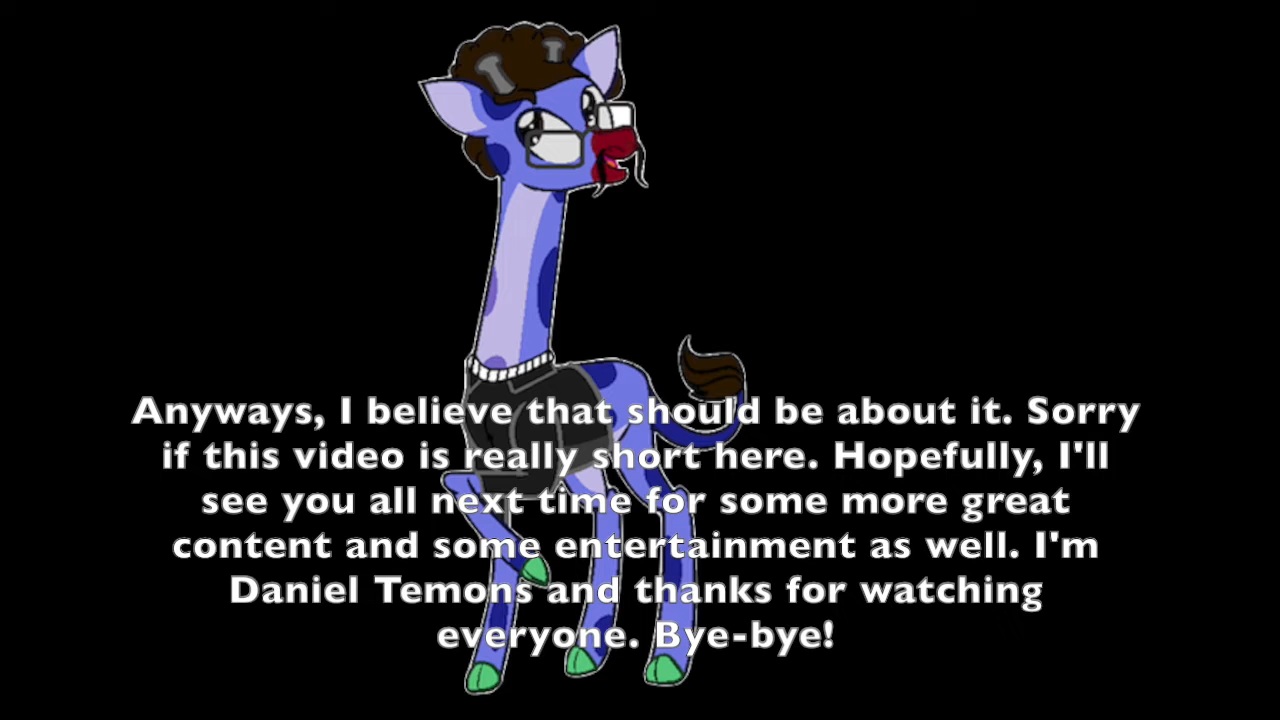 Anyways, I believe that should be about it. Sorry
if this video is really short here. Hopefully, I'll
see you all next time for some more great
content and some entertainment as well. I'm
Daniel Temons and thanks for watching
everyone. Bye-bye!